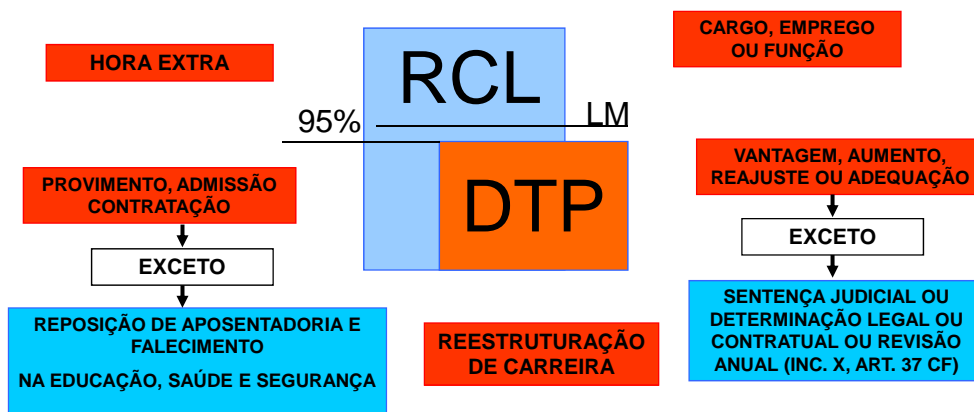 HORA EXTRA
RCL
CARGO, EMPREGO
OU FUNÇÃO
95%
LM
DTP
PROVIMENTO, ADMISSÃO
CONTRATAÇÃO
EXCETO
REPOSIÇÃO DE APOSENTADORIA E
FALECIMENTO
NA EDUCAÇÃO, SAÚDE E SEGURANÇA
REESTRUTURAÇÃO
DE CARREIRA
VANTAGEM, AUMENTO,
REAJUSTE OU ADEQUAÇÃO
EXCETO
SENTENÇA JUDICIAL OU
DETERMINAÇÃO LEGAL OU
CONTRATUAL OU REVISÃO
ANUAL (INC. X, ART. 37 CF)